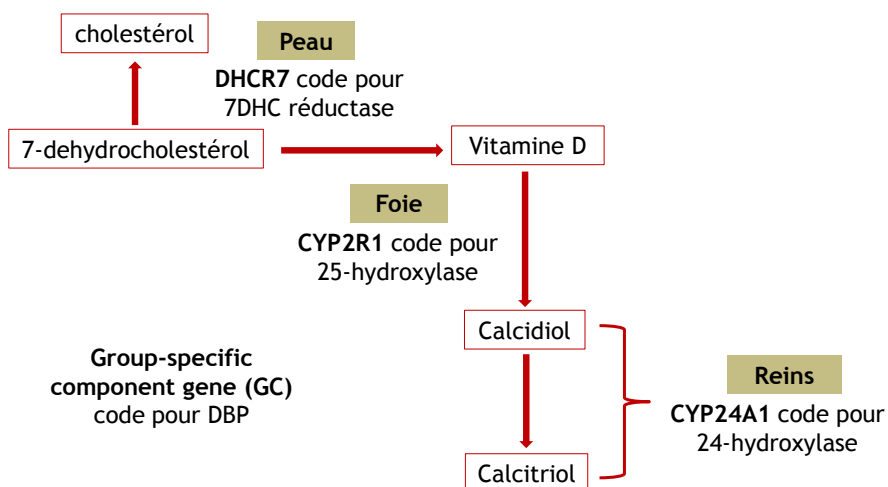 cholestérol
Peau
DHCR7 code pour
7DHC réductase
7-dehydrocholestérol
Vitamine D
Foie
CYP2R1 code pour
25-hydroxylase
Calcidiol
Group-specific
component gene (GC)
code pour DBP
Reins
CYP24A1 code pour
24-hydroxylase
Calcitriol